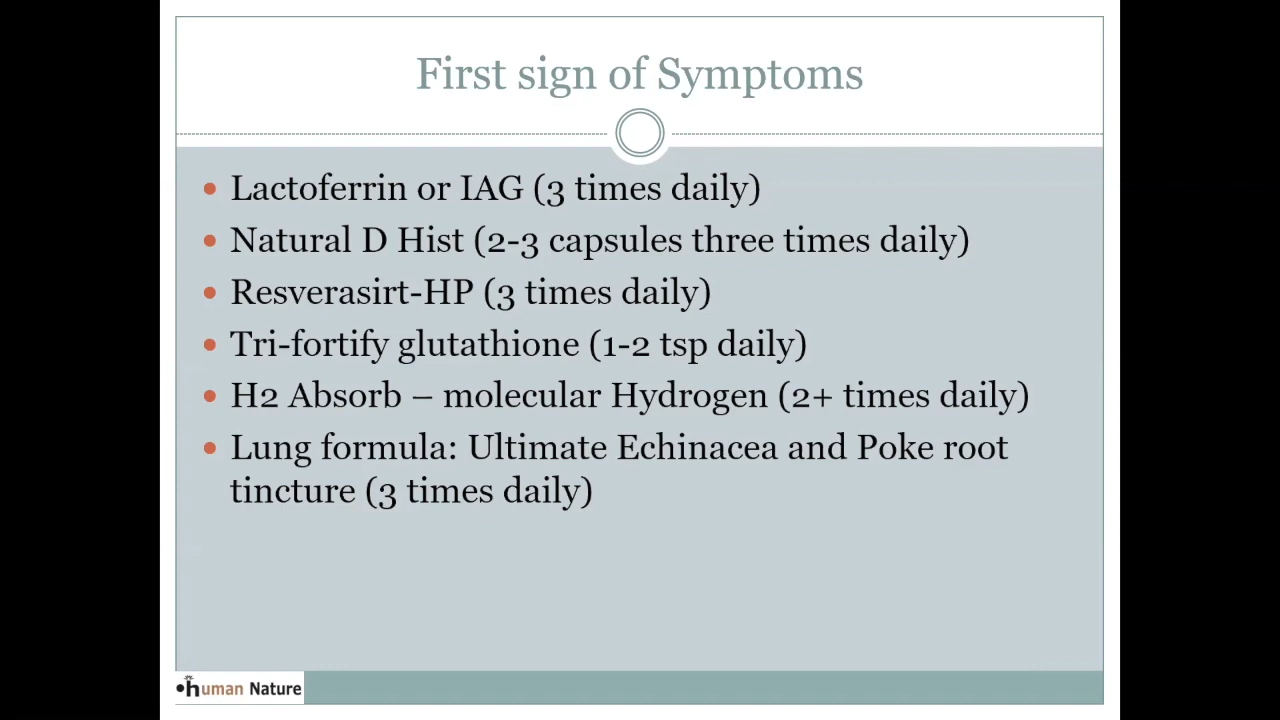 First sign of Symptoms
• Lactoferrin or IAG (3 times daily)
• Natural D Hist (2-3 capsules three times daily)
• Resverasirt-HP (3 times daily)
• Tri-fortify glutathione (1-2 tsp daily)
• H2 Absorb – molecular Hydrogen (2+ times daily)
• Lung formula: Ultimate Echinacea and Poke root
tincture (3 times daily)
human Nature